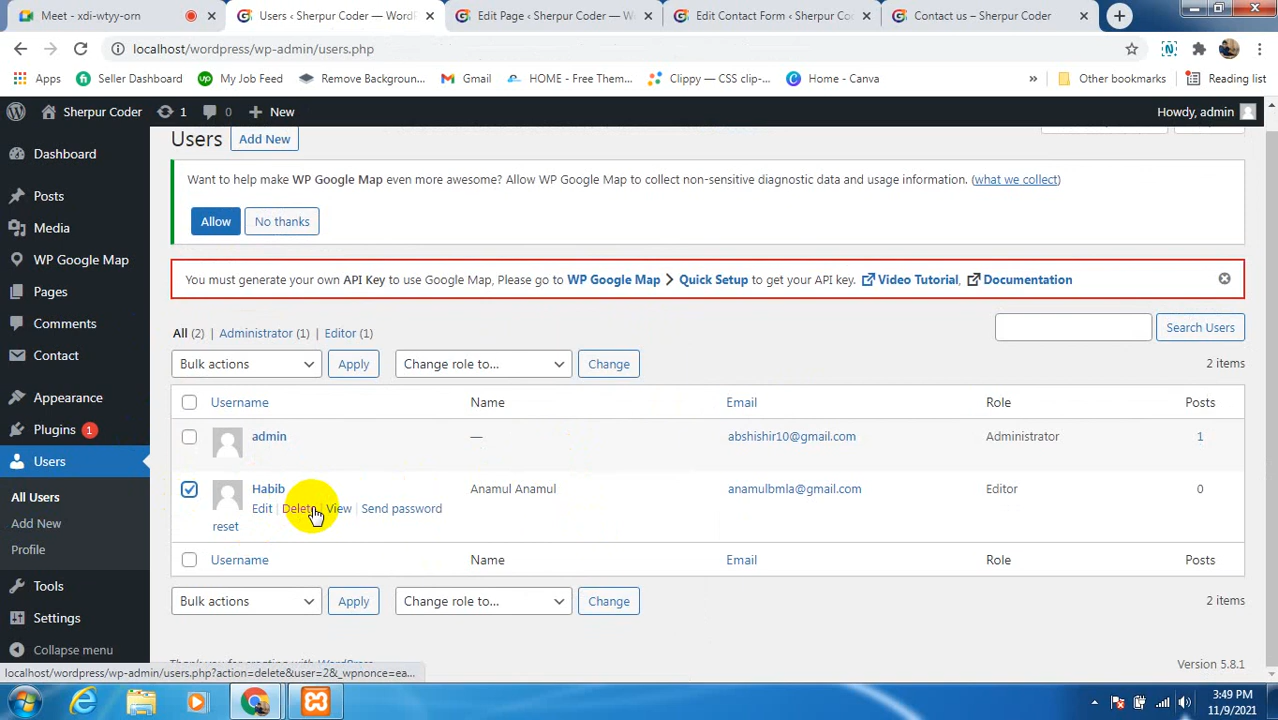 Meet - xdi-wtyy-orn
Users ‹ Sherpur Coder — WordPr
Edit Page ‹ Sherpur Coder — W
Edit Contact Form ‹ Sherpur Cod
Contact us – Sherpur Coder
localhost/wordpress/wp-admin/users.php
Apps
Seller Dashboard
My Job Feed
Remove Backgroun...
Gmail
HOME - Free Them...
Clippy — CSS clip-...
Home - Canva
»
Other bookmarks
Reading list
Sherpur Coder
1
0
New
Howdy, admin
Dashboard
Posts
Media
WP Google Map
Pages
Comments
Contact
Appearance
Plugins 1
Users
All Users
Add New
Profile
Tools
Settings
Collapse menu
Users
Add New
Want to help make WP Google Map even more awesome? Allow WP Google Map to collect non-sensitive diagnostic data and usage information. (what we collect)
Allow
No thanks
You must generate your own API Key to use Google Map, Please go to WP Google Map > Quick Setup to get your API key. Video Tutorial, Documentation
All (2) | Administrator (1) | Editor (1)
Search Users
Bulk actions
Apply
Change role to...
Change
2 items
Username
Name
Email
Role
Posts
admin
—
abshishir10@gmail.com
Administrator
1
Habib
Anamul Anamul
anamulbmla@gmail.com
Editor
0
Edit | Delete | View | Send password
reset
Username
Name
Email
Role
Posts
Bulk actions
Apply
Change role to...
Change
2 items
Thank you for creating with WordPress
Version 5.8.1
localhost/wordpress/wp-admin/users.php?action=delete&user=2&_wpnonce=ea...
3:49 PM
11/9/2021